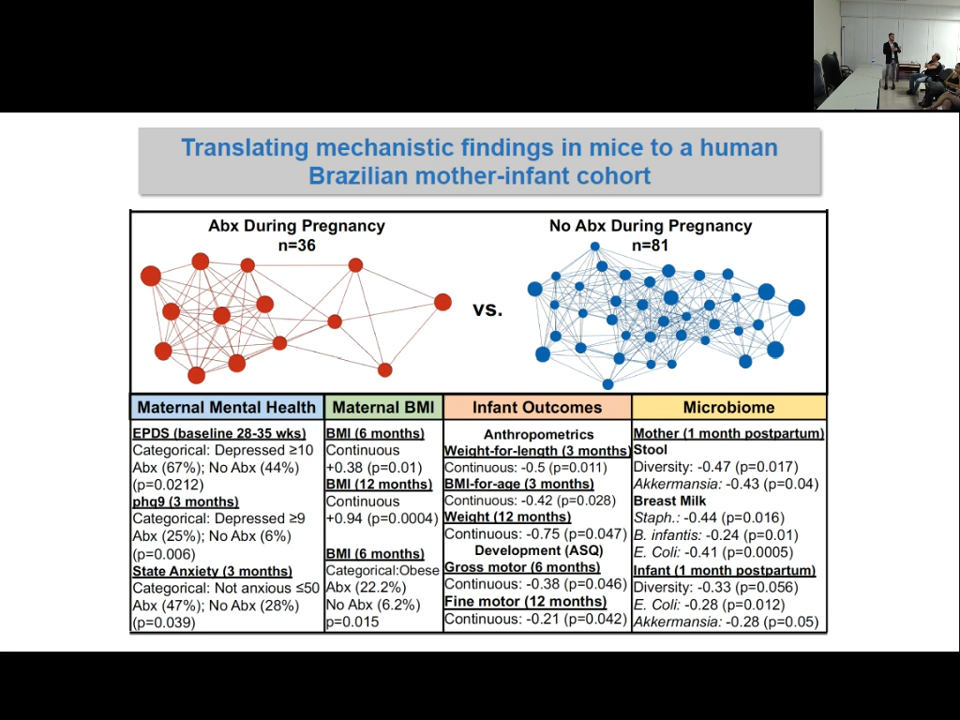 Translating mechanistic findings in mice to a human
Brazilian mother-infant cohort
Abx During Pregnancy
n=36
vs.
No Abx During Pregnancy
n=81
Maternal Mental Health
EPDS (baseline 28-35 wks)
Categorical: Depressed ≥10
Abx (67%); No Abx (44%)
(p=0.0212)
phq9 (3 months)
Categorical: Depressed ≥9
Abx (25%); No Abx (6%)
(p=0.006)
State Anxiety (3 months)
Categorical: Not anxious ≤50
Abx (47%); No Abx (28%)
(p=0.039)
Maternal BMI
BMI (6 months)
Continuous
+0.38 (p=0.01)
BMI (12 months)
Continuous
+0.94 (p=0.0004)
BMI (6 months)
Categorical:Obese
Abx (22.2%)
No Abx (6.2%)
p=0.015
Infant Outcomes
Anthropometrics
Weight-for-length (3 months)
Continuous: -0.5 (p=0.011)
BMI-for-age (3 months)
Continuous: -0.42 (p=0.028)
Weight (12 months)
Continuous: -0.75 (p=0.047)
Development (ASQ)
Gross motor (6 months)
Continuous: -0.38 (p=0.046)
Fine motor (12 months)
Continuous: -0.21 (p=0.042)
Microbiome
Mother (1 month postpartum)
Stool
Diversity: -0.47 (p=0.017)
Akkermansia: -0.43 (p=0.04)
Breast Milk
Staph.: -0.44 (p=0.016)
B. infantis: -0.24 (p=0.01)
E. Coli: -0.41 (p=0.0005)
Infant (1 month postpartum)
Diversity: -0.33 (p=0.056)
E. Coli: -0.28 (p=0.012)
Akkermansia: -0.28 (p=0.05)